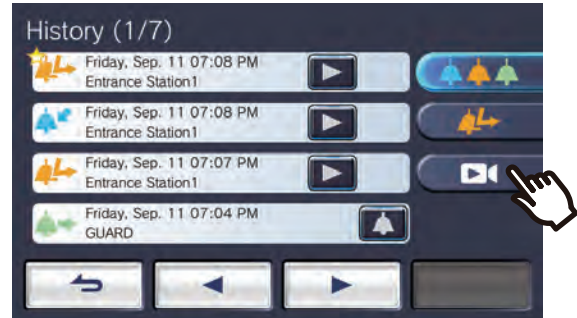 History (1/7)
Friday, Sep. 11 07:08 PM
Entrance Station1
Friday, Sep. 11 07:08 PM
Entrance Station1
Friday, Sep. 11 07:07 PM
Entrance Station1
Friday, Sep. 11 07:04 PM
GUARD